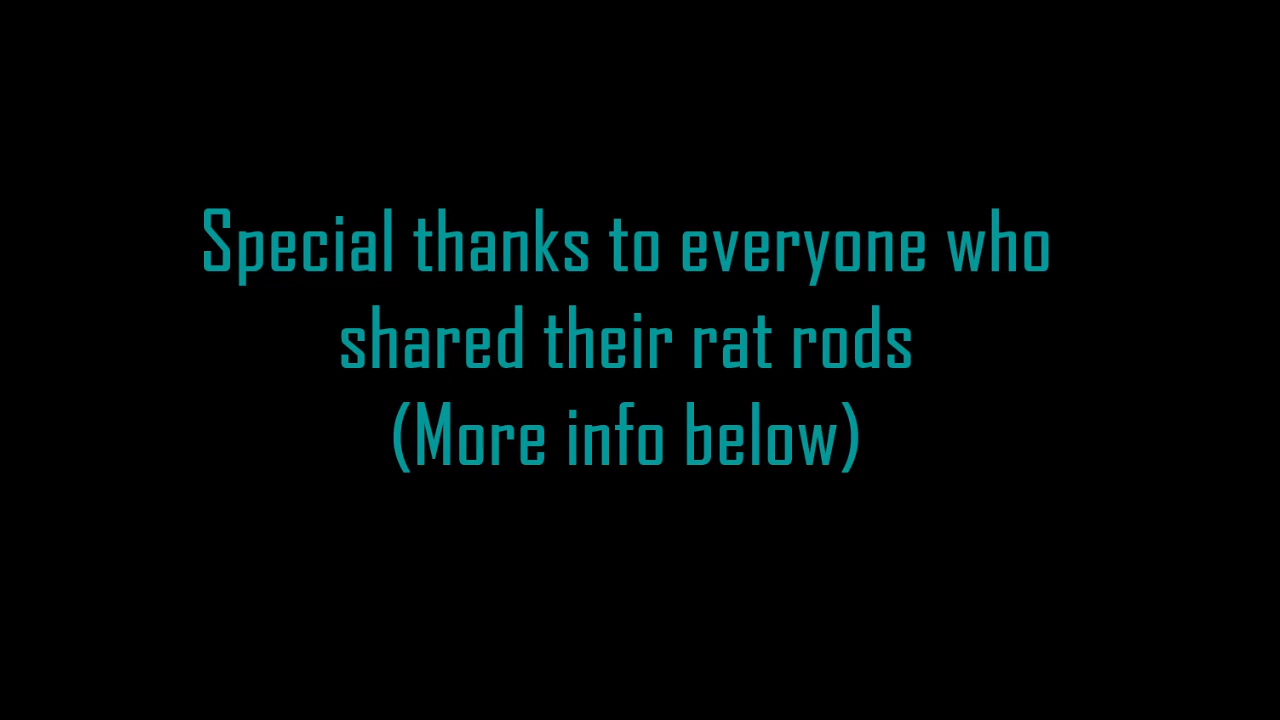 Special thanks to everyone who
shared their rat rods
(More info below)